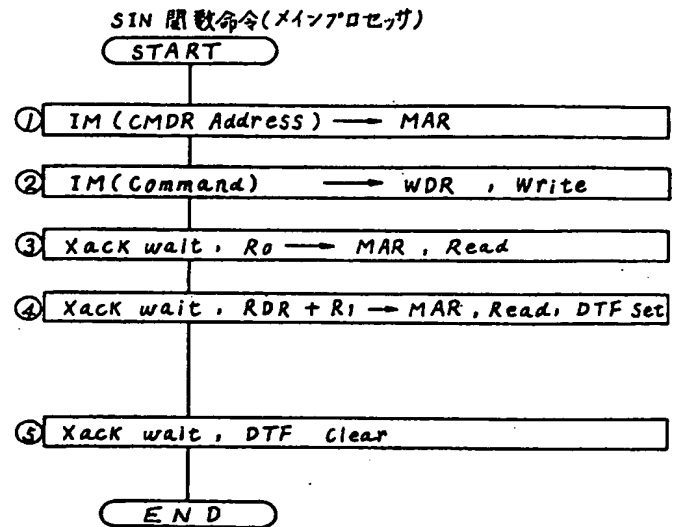 SIN 関数命令(メインプロセッサ)
START
① IM (CMDR Address) → MAR
② IM(Command) → WDR , Write
③ Xack wait , R0 → MAR , Read
④ Xack wait , RDR + R1 → MAR , Read , DTF Set
⑤ Xack wait , DTF Clear
END